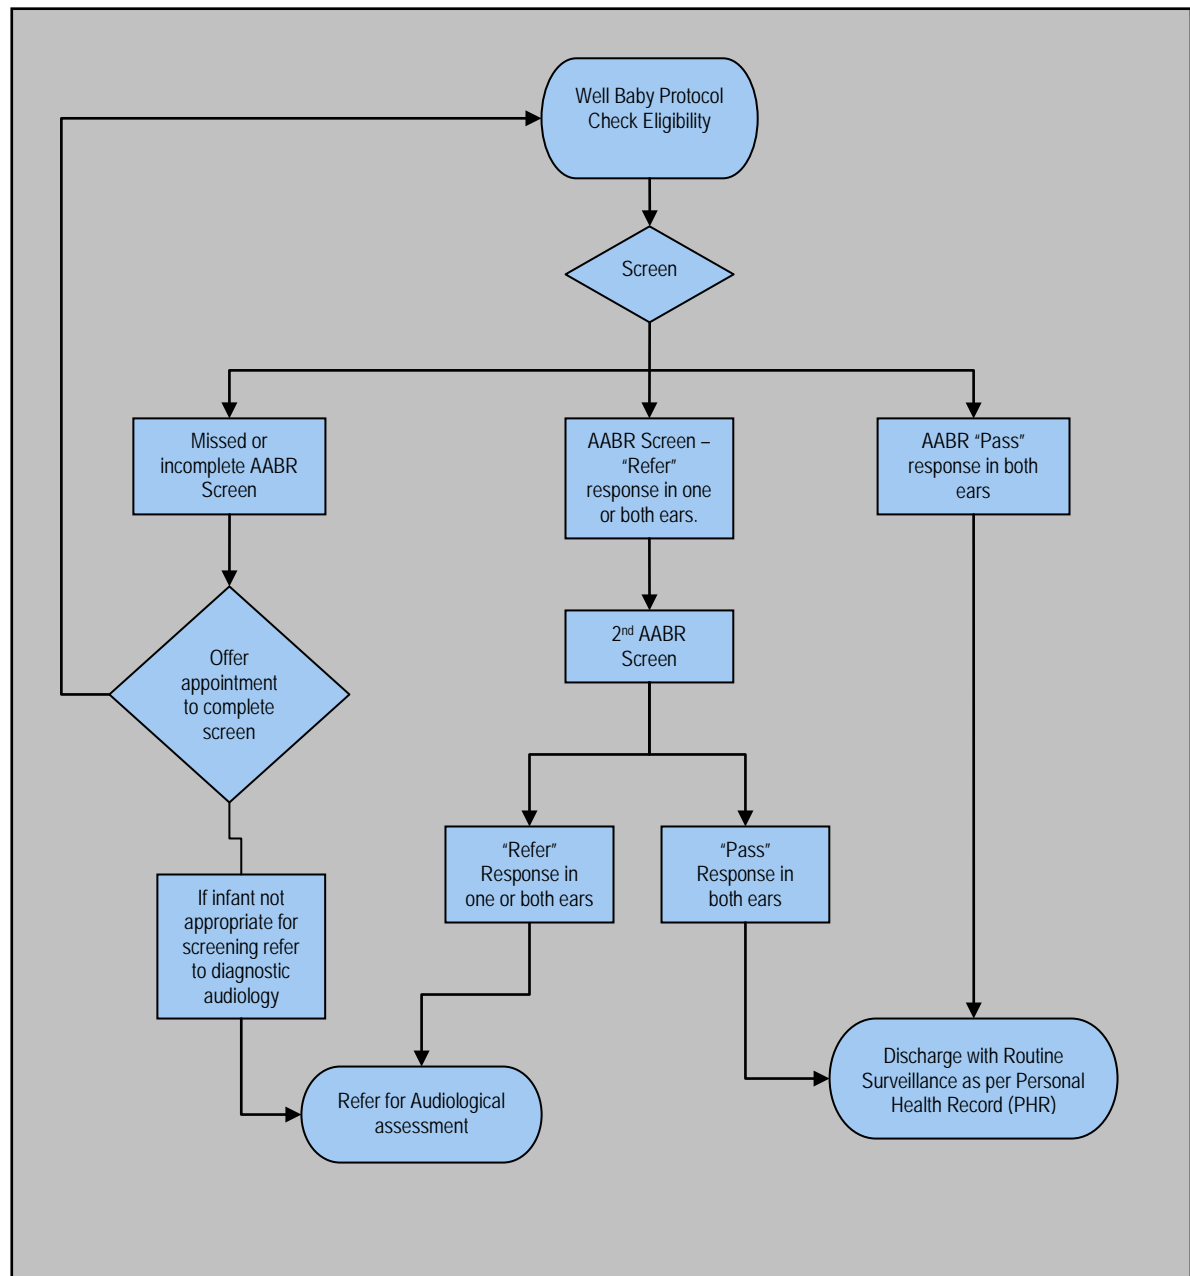 Well Baby Protocol
Check Eligibility
Screen
Missed or
incomplete AABR
Screen
AABR Screen –
“Refer”
response in one
or both ears.
AABR “Pass”
response in both
ears
Offer
appointment
to complete
screen
2nd AABR
Screen
“Refer”
Response in
one or both ears
“Pass”
Response in
both ears
If infant not
appropriate for
screening refer
to diagnostic
audiology
Discharge with Routine
Surveillance as per Personal
Health Record (PHR)
Refer for Audiological
assessment